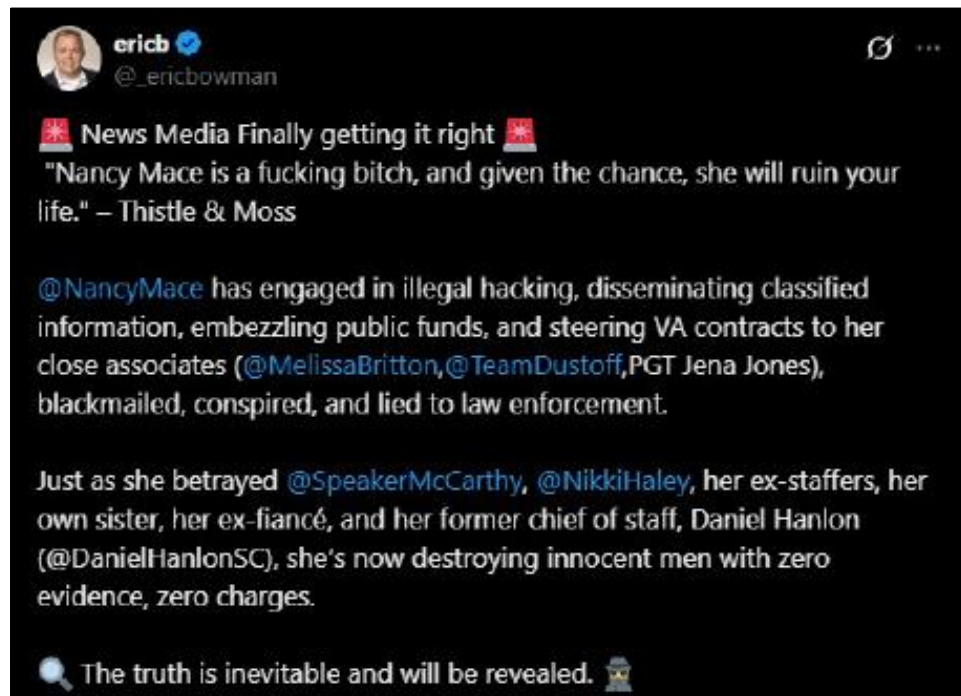 ericb
@_ericbowman
🚨 News Media Finally getting it right 🚨
"Nancy Mace is a fucking bitch, and given the chance, she will ruin your
life." – Thistle & Moss
@NancyMace has engaged in illegal hacking, disseminating classified
information, embezzling public funds, and steering VA contracts to her
close associates (@MelissaBritton,@TeamDustoff,PGT Jena Jones),
blackmailed, conspired, and lied to law enforcement.
Just as she betrayed @SpeakerMcCarthy, @NikkiHaley, her ex-staffers, her
own sister, her ex-fiancé, and her former chief of staff, Daniel Hanlon
(@DanielHanlonSC), she's now destroying innocent men with zero
evidence, zero charges.
🔍 The truth is inevitable and will be revealed. 🕵️